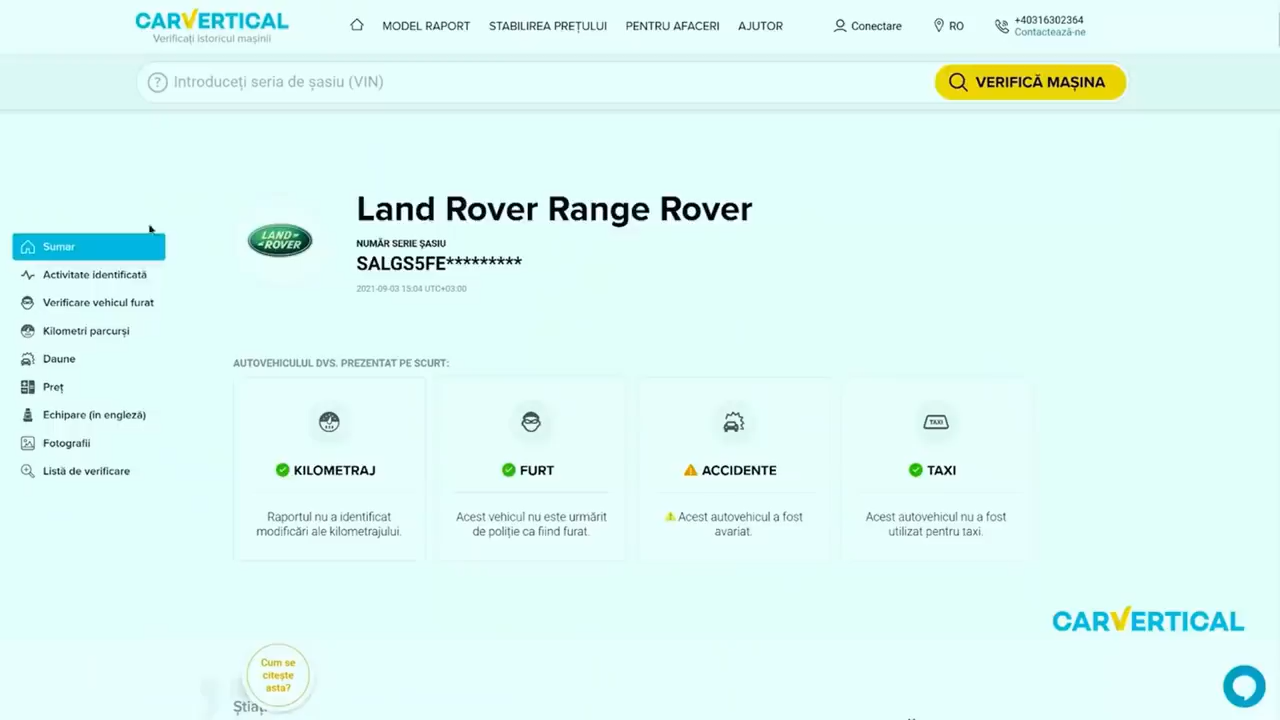 CARVERTICAL
Verificați istoricul mașinii
MODEL RAPORT
STABILIREA PREȚULUI
PENTRU AFACERI
AJUTOR
Conectare
RO
+40316302364
Contactează-ne
Introduceți seria de șasiu (VIN)
VERIFICĂ MAȘINA
Land Rover Range Rover
LAND ROVER
NUMĂR SERIE ȘASIU
SALGS5FE*********
2021-09-03 15:04 UTC+03:00
Sumar
Activitate identificată
Verificare vehicul furat
Kilometri parcurși
Daune
Preț
Echipare (în engleză)
Fotografii
Listă de verificare
AUTOVEHICULUL DVS. PREZENTAT PE SCURT:
KILOMETRAJ
Raportul nu a identificat
modificări ale kilometrajului.
FURT
Acest vehicul nu este urmărit
de poliție ca fiind furat.
ACCIDENTE
Acest autovehicul a fost
avariat.
TAXI
TAXI
Acest autovehicul nu a fost
utilizat pentru taxi.
CARVERTICAL
Cum se
citește
asta?